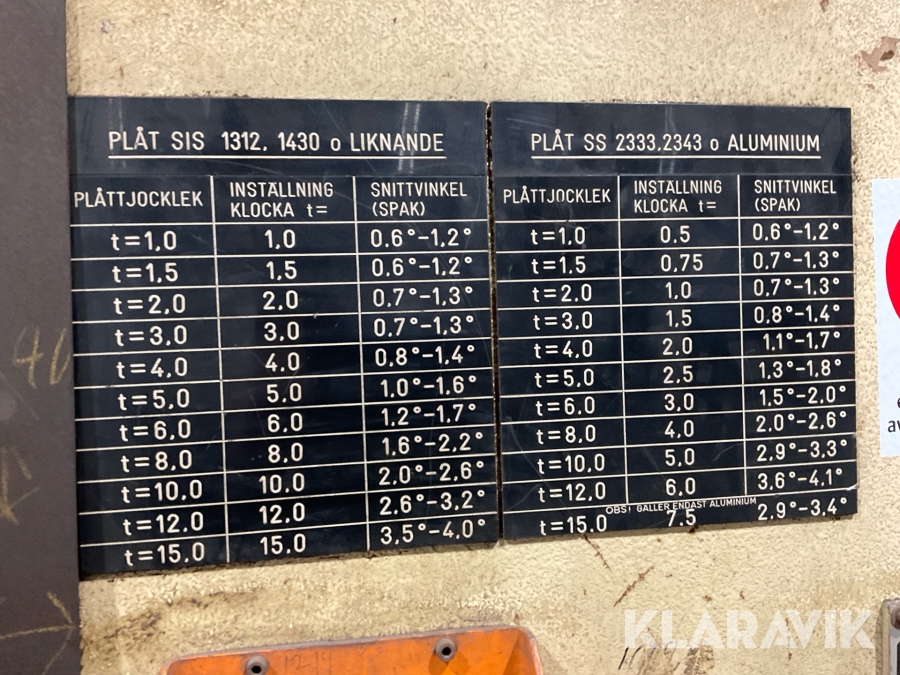 PLÅT SIS 1312. 1430 o LIKNANDE
PLÅTTJOCKLEK INSTÄLLNING KLOCKA t= SNITTVINKEL (SPAK)
t=1,0 1,0 0.6°-1,2°
t=1,5 1,5 0.6°-1,2°
t=2,0 2,0 0.7°-1,3°
t=3,0 3,0 0.7°-1,3°
t=4,0 4.0 0.8°-1,4°
t=5,0 5.0 1.0°-1,6°
t=6,0 6.0 1.2°-1,7°
t=8,0 8.0 1.6°-2,2°
t=10,0 10.0 2.0°-2,6°
t=12.0 12.0 2.6°-3,2°
t=15.0 15.0 3,5°-4.0°
PLÅT SS 2333.2343 o ALUMINIUM
PLÅTTJOCKLEK INSTÄLLNING KLOCKA t= SNITTVINKEL (SPAK)
t=1.0 0.5 0.6°-1.2°
t=1.5 0,75 0.7°-1.3°
t=2.0 1,0 0.7°-1.3°
t=3.0 1,5 0.8°-1.4°
t=4.0 2,0 1.1°-1.7°
t=5,0 2,5 1.3°-1.8°
t=6.0 3,0 1.5°-2.0°
t=8,0 4.0 2.0°-2.6°
t=10,0 5.0 2.9°-3.3°
t=12.0 6.0 3.6°-4.1°
OBS! GÄLLER ENDAST ALUMINIUM
t=15.0 7.5 2.9°-3.4°
40
av
KLARAVIK